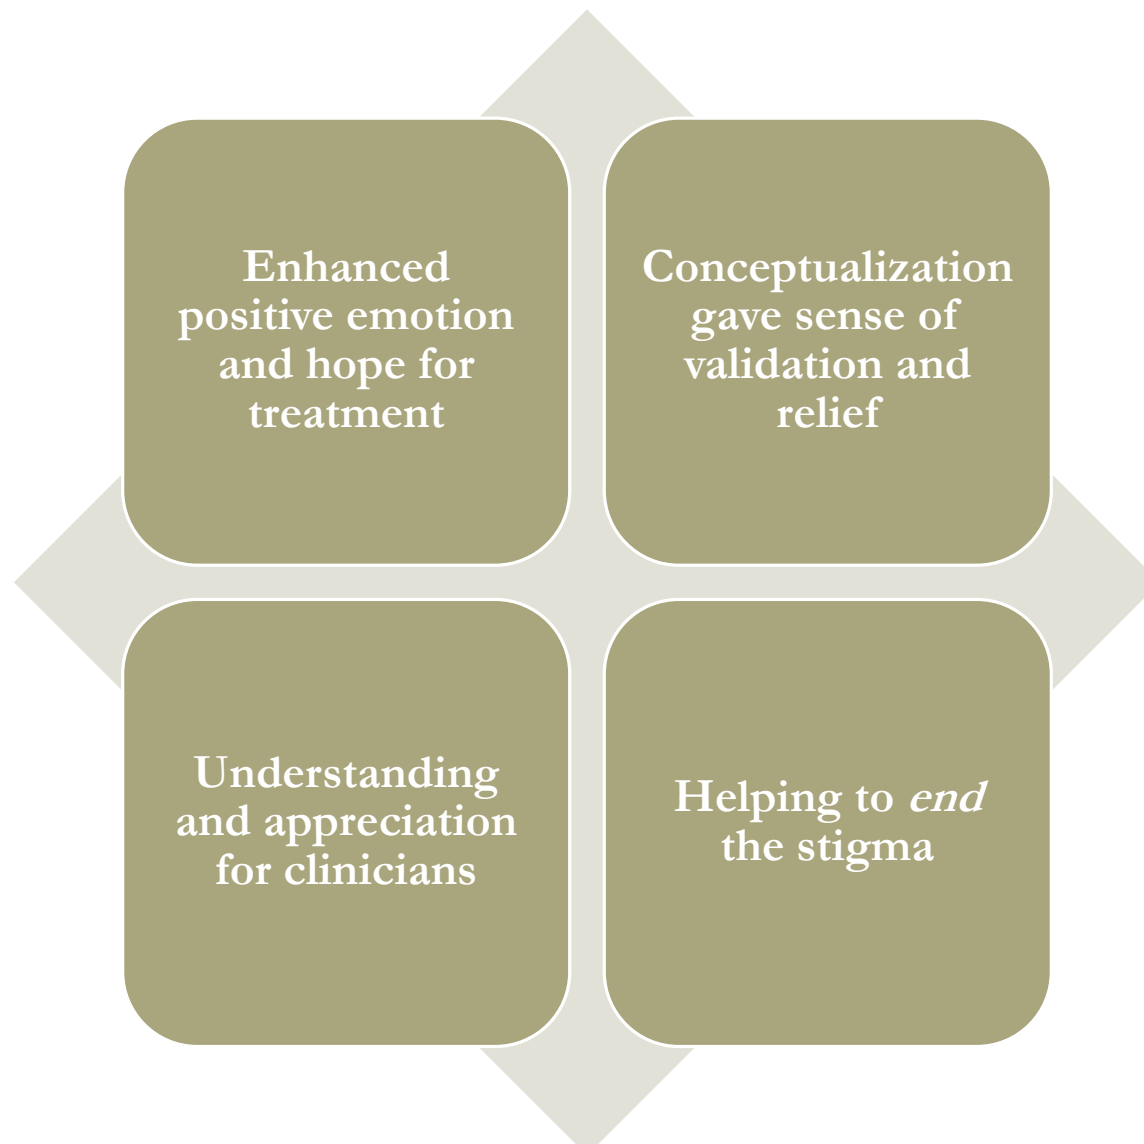 Enhanced
positive emotion
and hope for
treatment
Conceptualization
gave sense of
validation and
relief
Understanding
and appreciation
for clinicians
Helping to end
the stigma